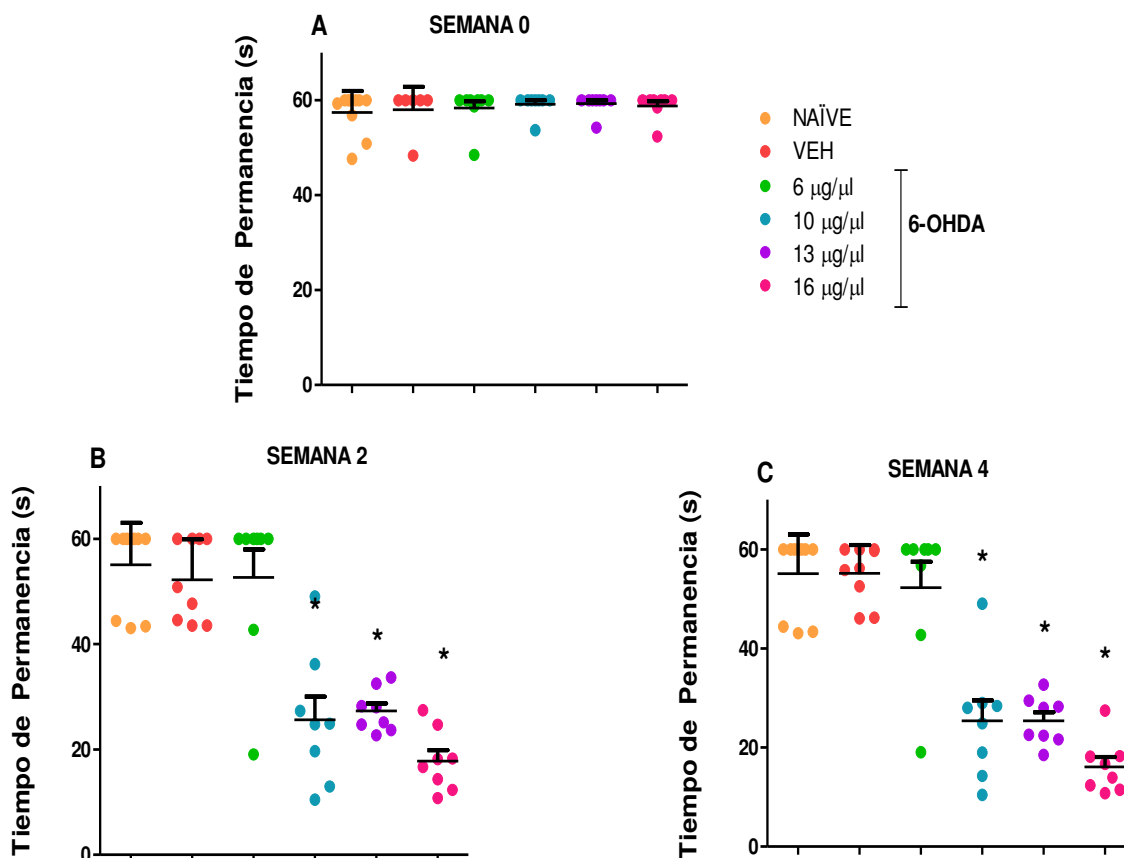 A
SEMANA 0
Tiempo de Permanencia (s)
60
40
20
0
NAÏVE
VEH
6 µg/µl
10 µg/µl
13 µg/µl
16 µg/µl
6-OHDA
B
SEMANA 2
Tiempo de Permanencia (s)
60
40
20
0
* * *
C
SEMANA 4
Tiempo de Permanencia (s)
60
40
20
0
* * *